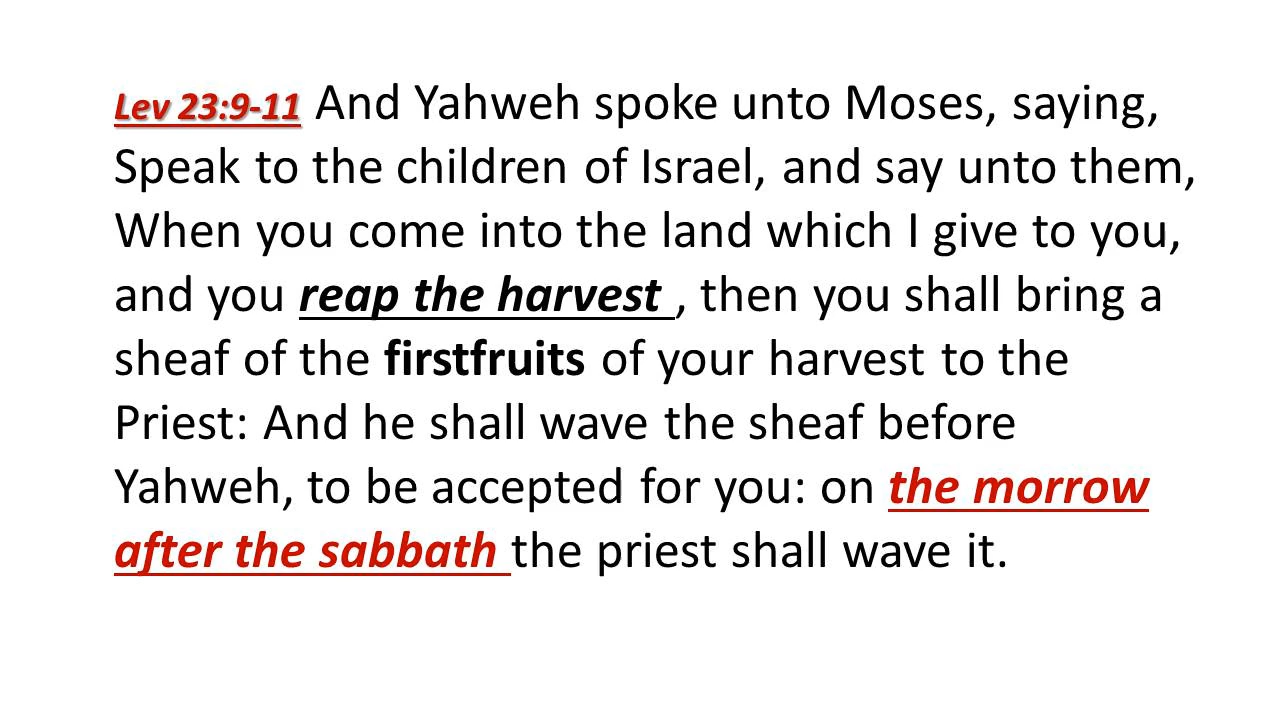 Lev 23:9-11 And Yahweh spoke unto Moses, saying,
Speak to the children of Israel, and say unto them,
When you come into the land which I give to you,
and you reap the harvest , then you shall bring a
sheaf of the firstfruits of your harvest to the
Priest: And he shall wave the sheaf before
Yahweh, to be accepted for you: on the morrow
after the sabbath the priest shall wave it.